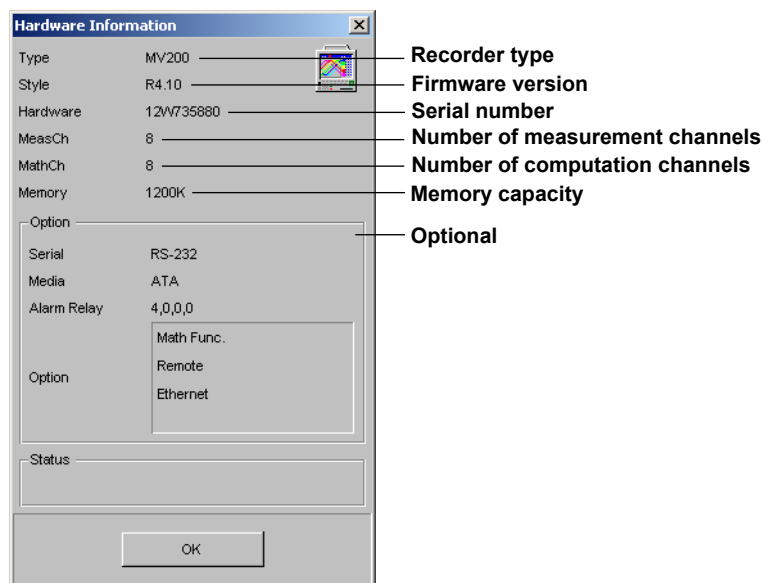 Hardware Information
Type MV200 Recorder type
Style R4.10 Firmware version
Hardware 12W735880 Serial number
MeasCh 8 Number of measurement channels
MathCh 8 Number of computation channels
Memory 1200K Memory capacity
Option Optional
Serial RS-232
Media ATA
Alarm Relay 4,0,0,0
Math Func.
Remote
Option
Ethernet
Status
OK